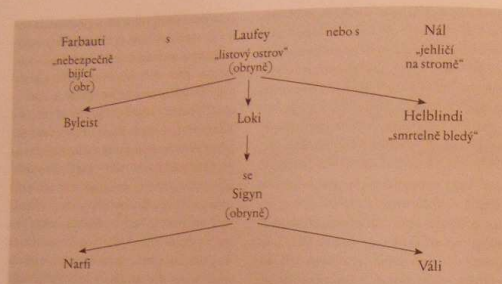 Farbauti s Laufey nebo s Nál
„nebezpečně „listový ostrov“ „jehličí
bijící“ (obryně) na stromě“
(obr)
Byleist Loki Helblindi
„smrtelně bledý“
se
Sigyn
(obryně)
Narfi Váli